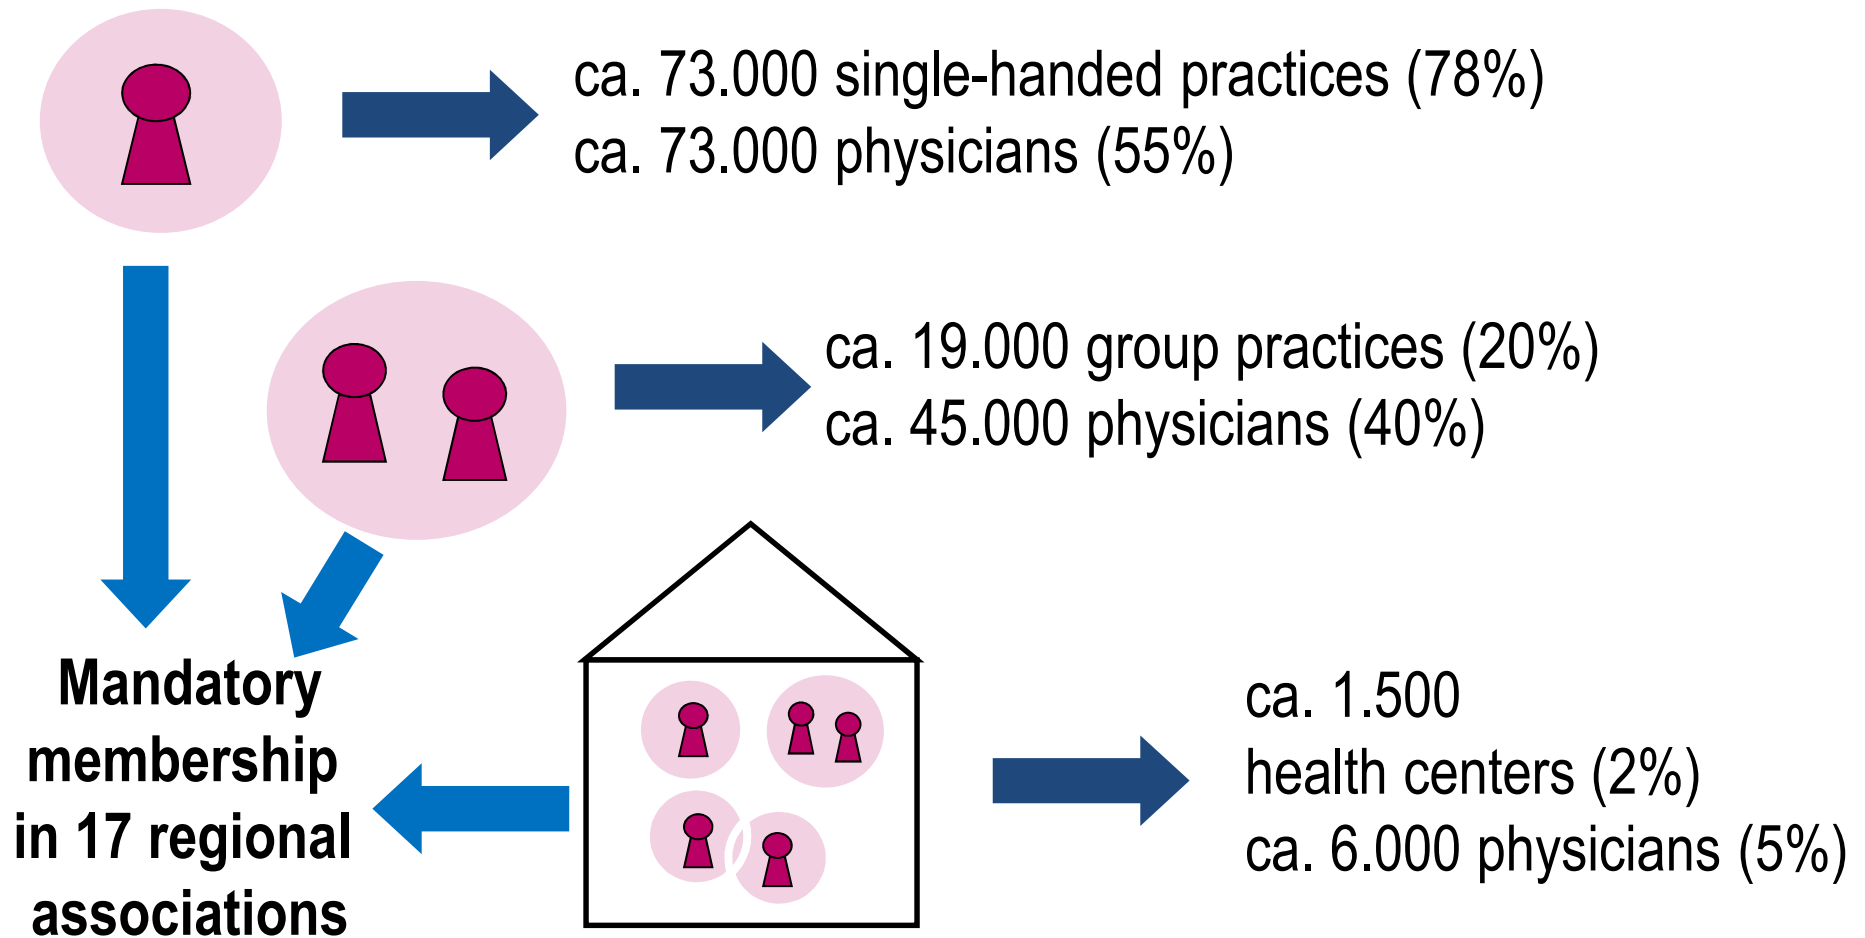 ca. 73.000 single-handed practices (78%)
ca. 73.000 physicians (55%)
ca. 19.000 group practices (20%)
ca. 45.000 physicians (40%)
Mandatory
membership
in 17 regional
associations
ca. 1.500
health centers (2%)
ca. 6.000 physicians (5%)